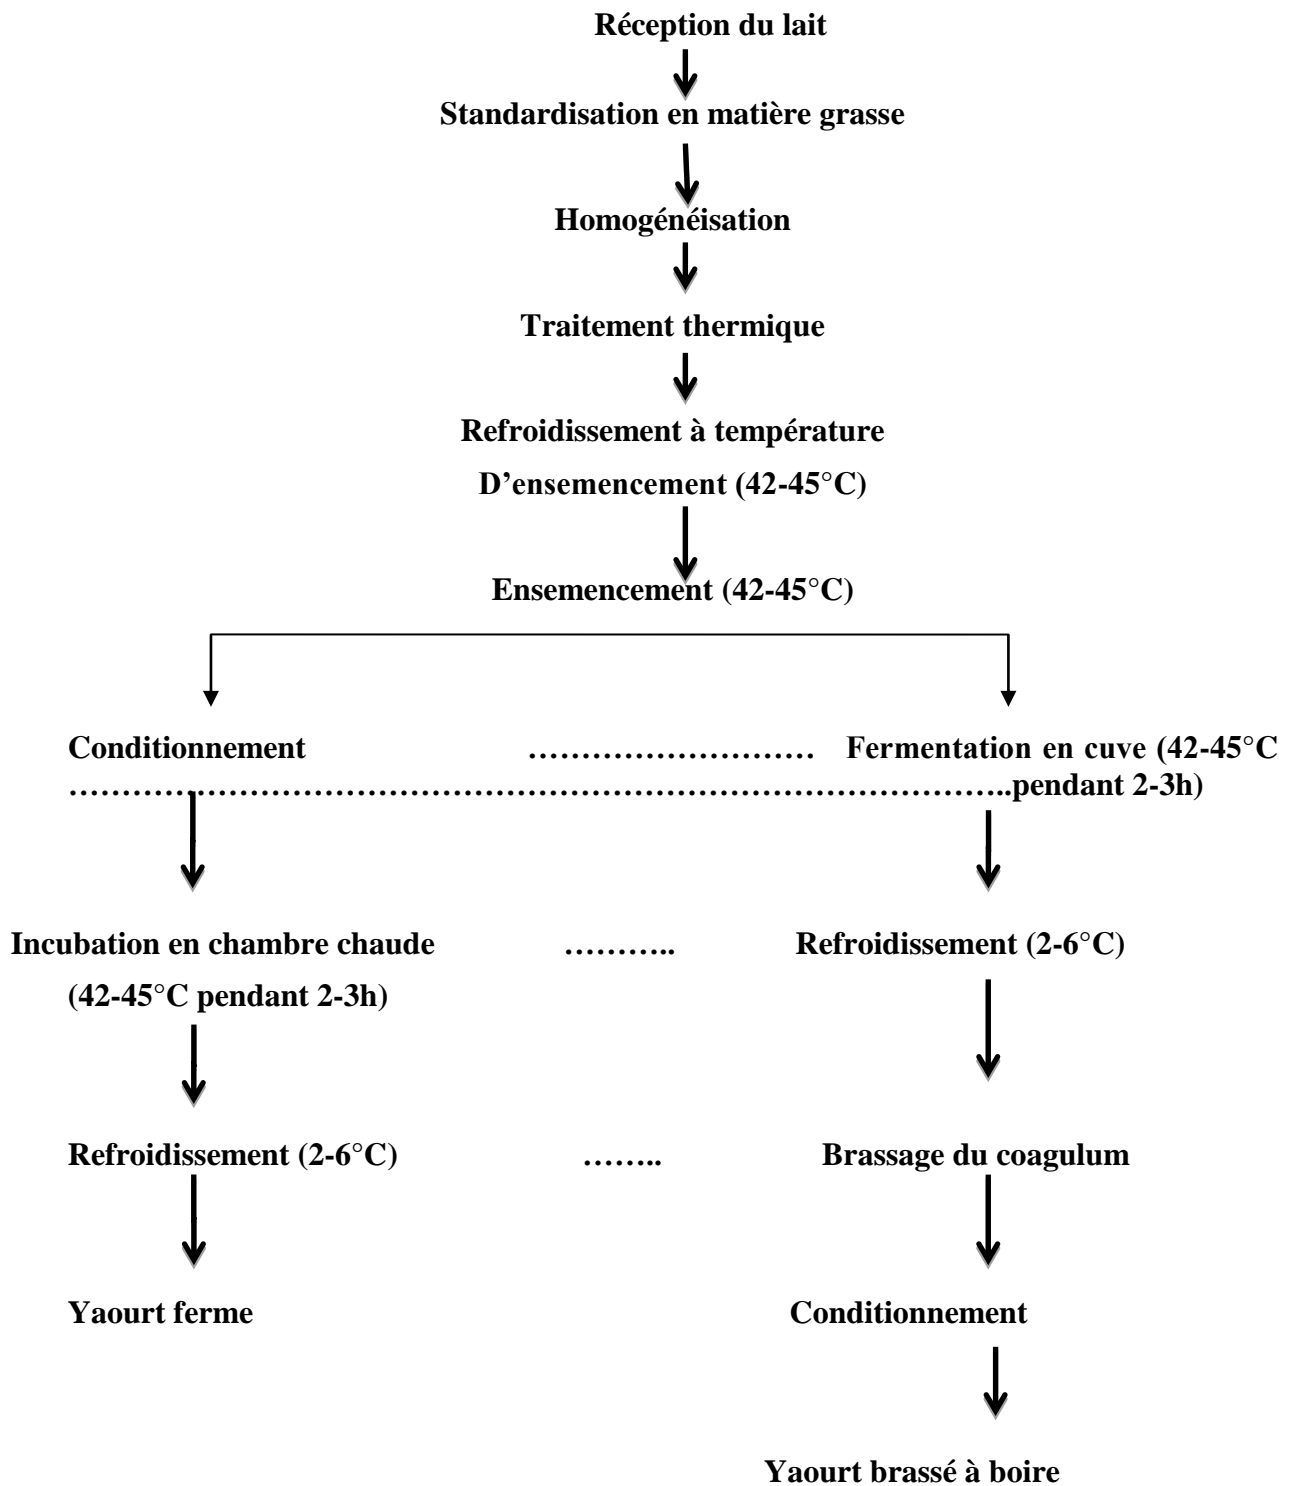 Réception du lait
Standardisation en matière grasse
Homogénéisation
Traitement thermique
Refroidissement à température
D’ensemencement (42-45°C)
Ensemencement (42-45°C)
Conditionnement ……………………… Fermentation en cuve (42-45°C
……………………………………………………………………………..pendant 2-3h)
Incubation en chambre chaude ……….. Refroidissement (2-6°C)
(42-45°C pendant 2-3h)
Refroidissement (2-6°C) …….. Brassage du coagulum
Yaourt ferme Conditionnement
Yaourt brassé à boire